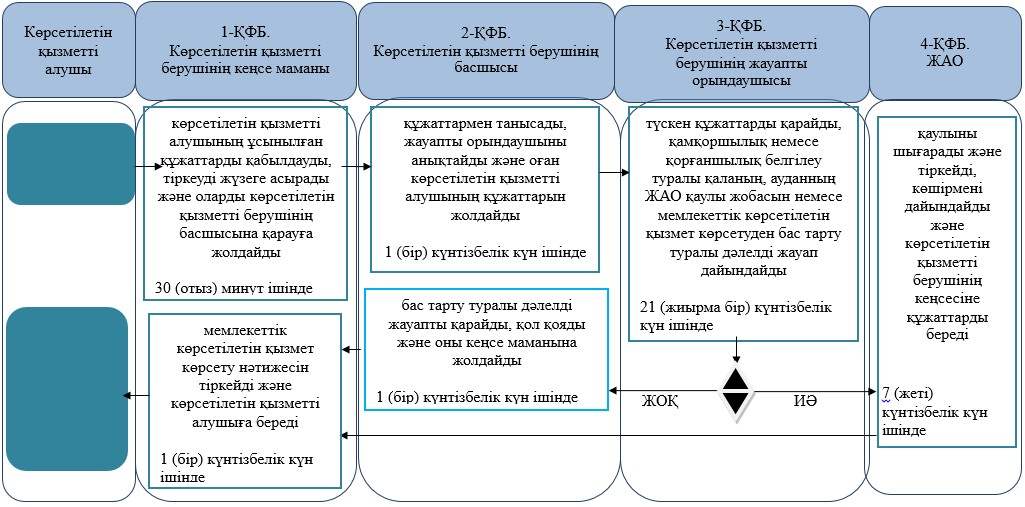 Көрсетілетін
қызметті
алушы
1-ҚФБ.
Көрсетілетін қызметті
берушінің кеңсе маманы
2-ҚФБ.
Көрсетілетін қызметті берушінің
басшысы
3-ҚФБ.
Көрсетілетін қызметті
берушінің жауапты
орындаушысы
4-ҚФБ.
ЖАО
көрсетілетін қызметті
алушының ұсынылған
құжаттарды қабылдауды,
тіркеуді жүзеге асырады
және оларды көрсетілетін
қызметті берушінің
басшысына қарауға
жолдайды
30 (отыз) минут ішінде
құжаттармен танысады,
жауапты орындаушыны
анықтайды және оған
көрсетілетін қызметті
алушының құжаттарын
жолдайды
1 (бір) күнтізбелік күн ішінде
түскен құжаттарды қарайды,
қамқоршылық немесе
қорғаншылық белгілеу
туралы қаланың, ауданның
ЖАО қаулы жобасын немесе
мемлекеттік көрсетілетін
қызмет көрсетуден бас тарту
туралы дәлелді жауап
дайындайды
21 (жиырма бір) күнтізбелік
күн ішінде
қаулыны
шығарады және
тіркейді,
көшірмені
дайындайды
және
көрсетілетін
қызметті
берушінің
кеңсесіне
құжаттарды
береді
7 (жеті)
күнтізбелік күн
ішінде
бас тарту туралы дәлелді
жауапты қарайды, қол қояды
және оны кеңсе маманына
жолдайды
1 (бір) күнтізбелік күн ішінде
мемлекеттік
көрсетілетін қызмет
көрсету нәтижесін
тіркейді және
көрсетілетін қызметті
алушыға береді
1 (бір) күнтізбелік күн
ішінде
ЖОҚ
ИӘ